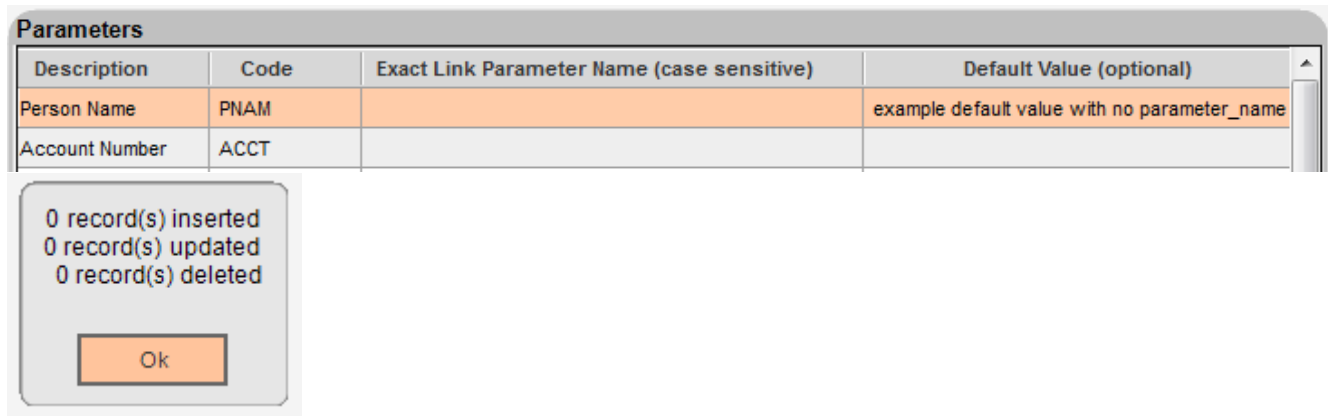 Parameters
Description Code Exact Link Parameter Name (case sensitive) Default Value (optional)
Person Name PNAM example default value with no parameter_name
Account Number ACCT
0 record(s) inserted
0 record(s) updated
0 record(s) deleted
Ok